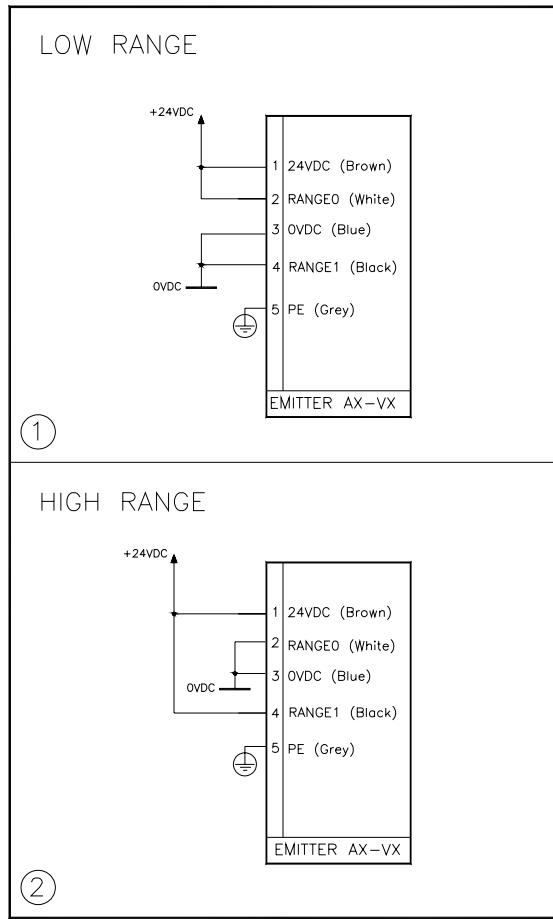 LOW RANGE
+24VDC
1 24VDC (Brown)
2 RANGE0 (White)
3 0VDC (Blue)
4 RANGE1 (Black)
0VDC
5 PE (Grey)
EMITTER AX-VX
1
HIGH RANGE
+24VDC
1 24VDC (Brown)
2 RANGE0 (White)
3 0VDC (Blue)
0VDC
4 RANGE1 (Black)
5 PE (Grey)
EMITTER AX-VX
2